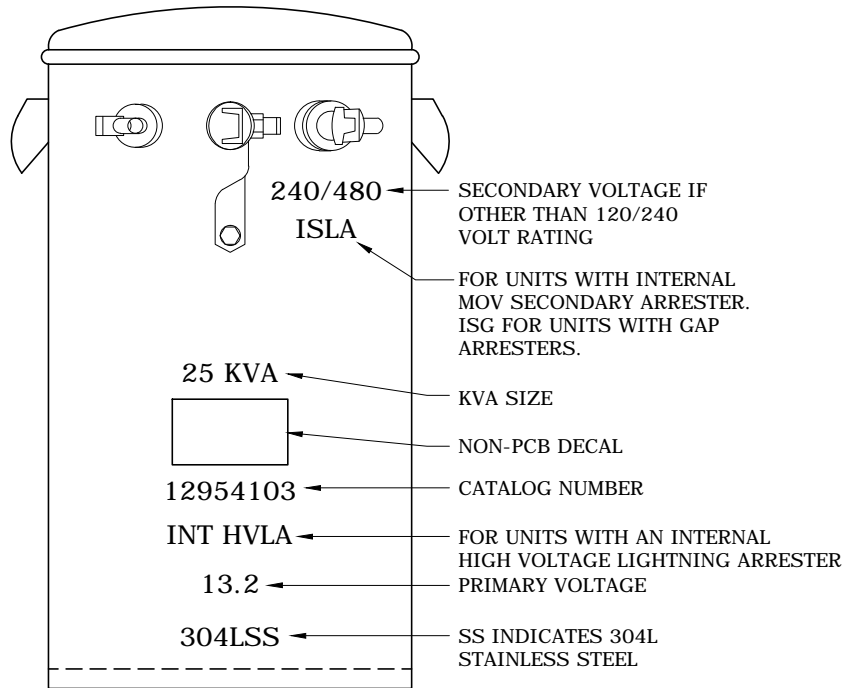 240/480
SECONDARY VOLTAGE IF
OTHER THAN 120/240
VOLT RATING
ISLA
FOR UNITS WITH INTERNAL
MOV SECONDARY ARRESTER.
ISG FOR UNITS WITH GAP
ARRESTERS.
25 KVA
KVA SIZE
NON-PCB DECAL
12954103
CATALOG NUMBER
INT HVLA
FOR UNITS WITH AN INTERNAL
HIGH VOLTAGE LIGHTNING ARRESTER
13.2
PRIMARY VOLTAGE
304LSS
SS INDICATES 304L
STAINLESS STEEL